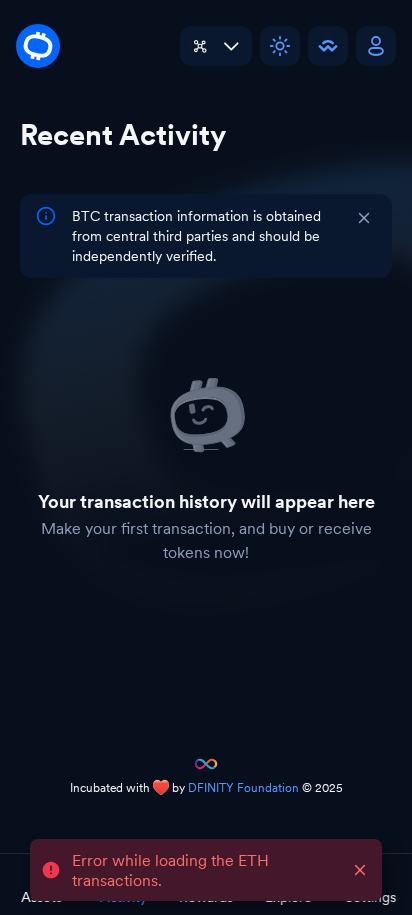 Recent Activity
BTC transaction information is obtained
from central third parties and should be
independently verified.
Your transaction history will appear here
Make your first transaction, and buy or receive
tokens now!
Incubated with ❤️ by DFINITY Foundation © 2025
Error while loading the ETH
transactions.
Assets Activity Rewards Explore Settings